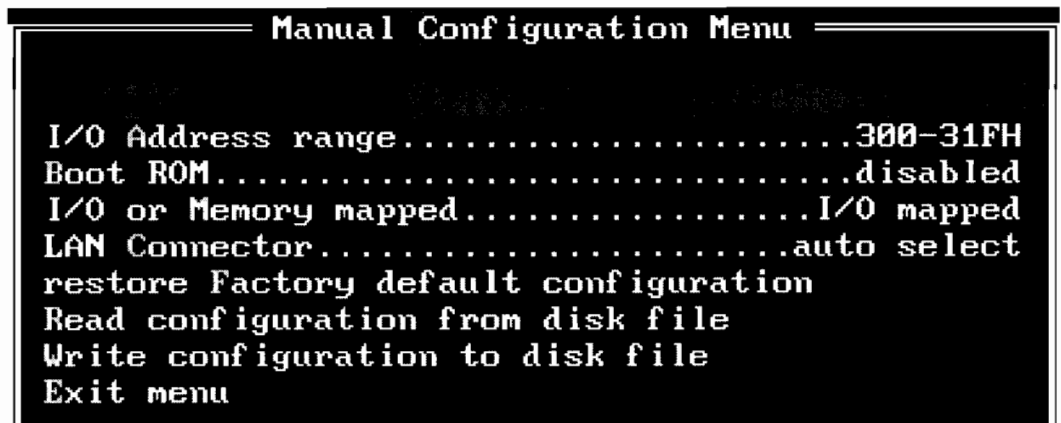 Manual Configuration Menu
I/O Address range......................300-31FH
Boot ROM...............................disabled
I/O or Memory mapped.................I/O mapped
LAN Connector.......................auto select
restore Factory default configuration
Read configuration from disk file
Write configuration to disk file
Exit menu